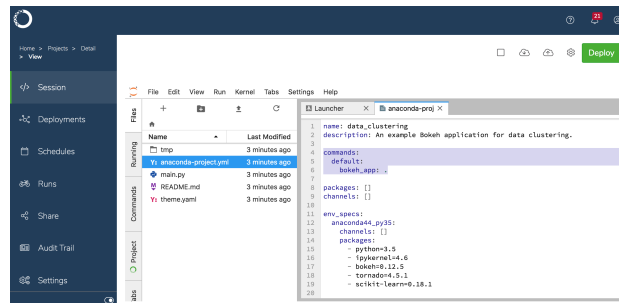 21
Home > Projects > Detail
> View
Deploy
Session
Deployments
Schedules
Runs
Share
Audit Trail
Settings
File Edit View Run Kernel Tabs Settings Help
Files
Running
Commands
Project
Tabs
Name Last Modified
tmp 3 minutes ago
Y: anaconda-project.yml 3 minutes ago
main.py 3 minutes ago
README.md 3 minutes ago
Y: theme.yaml 3 minutes ago
Launcher × anaconda-proj ×
1 name: data_clustering
2 description: An example Bokeh application for data clustering.
3
4 commands:
5 default:
6 bokeh_app: .
7
8 packages: []
9 channels: []
10
11 env_specs:
12 anaconda44_py35:
13 channels: []
14 packages:
15 - python=3.5
16 - ipykernel=4.6
17 - bokeh=0.12.5
18 - tornado=4.5.1
19 - scikit-learn=0.18.1
20